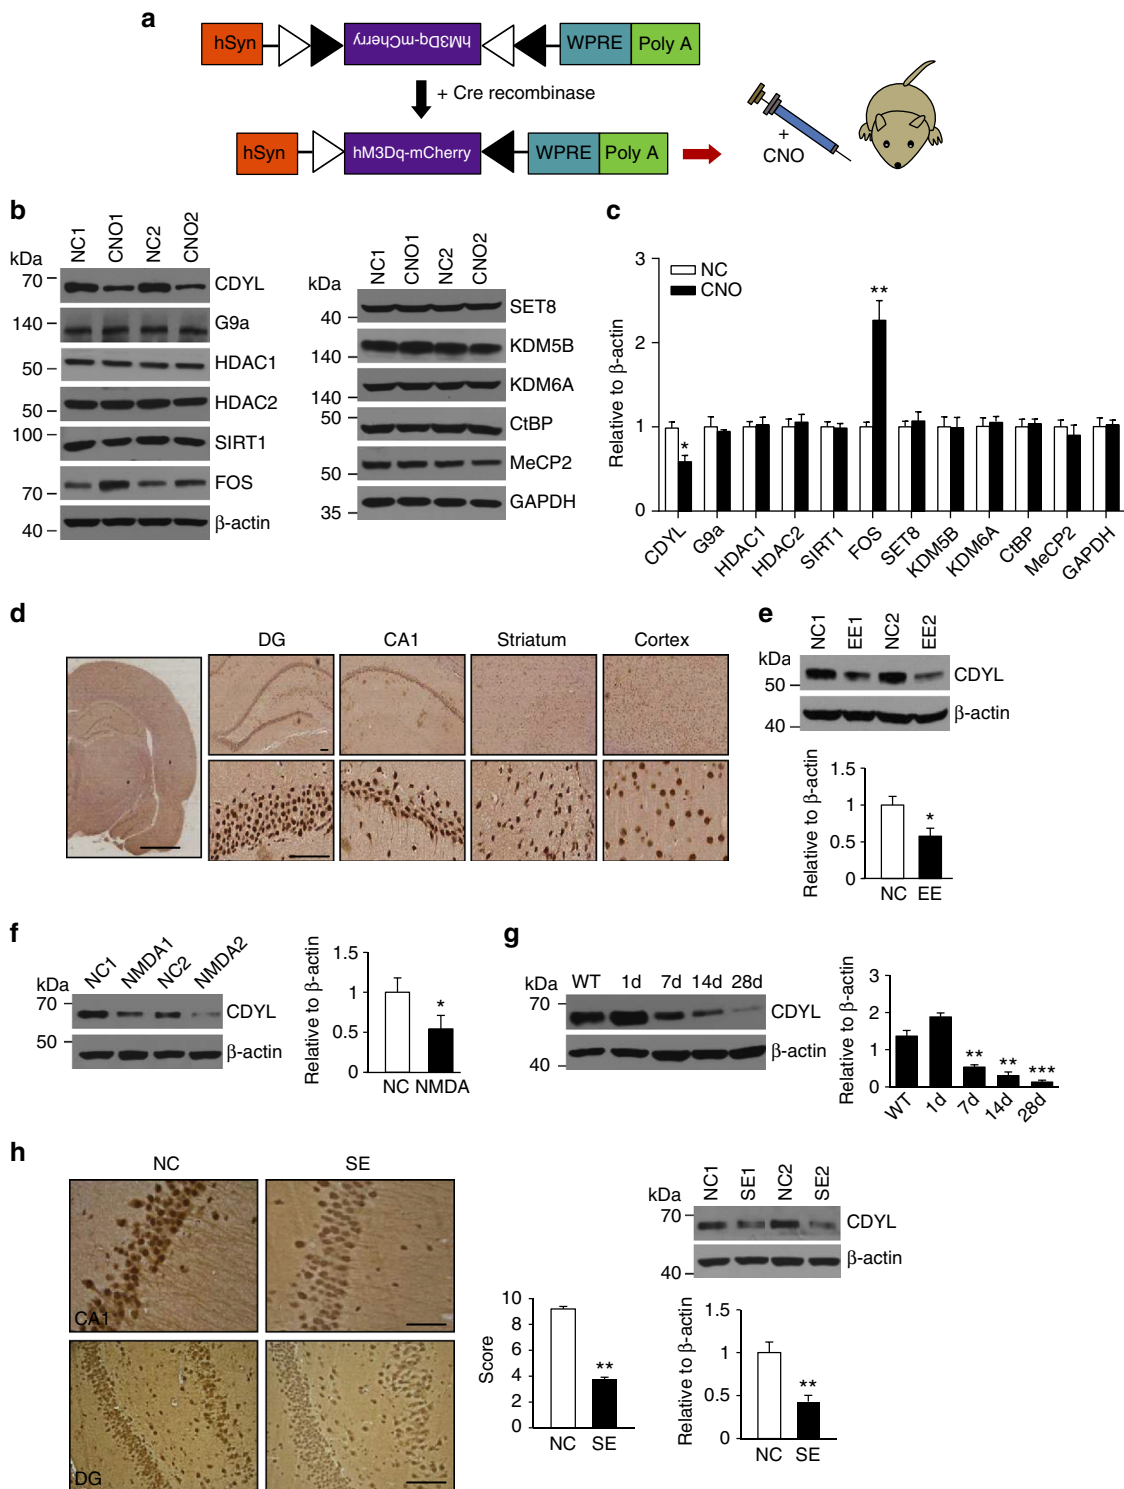 a
hSyn
hM3Dq-mCherry
WPRE
Poly A
+ Cre recombinase
hSyn
hM3Dq-mCherry
WPRE
Poly A
+
CNO
b
kDa
NC1
CNO1
NC2
CNO2
70
CDYL
140
G9a
50
HDAC1
50
HDAC2
100
SIRT1
70
FOS
40
β-actin
kDa
NC1
CNO1
NC2
CNO2
40
SET8
140
KDM5B
140
KDM6A
50
CtBP
50
MeCP2
35
GAPDH
c
Relative to β-actin
3
2
1
0
NC
CNO
*
**
CDYL
G9a
HDAC1
HDAC2
SIRT1
FOS
SET8
KDM5B
KDM6A
CtBP
MeCP2
GAPDH
d
DG
CA1
Striatum
Cortex
e
kDa
NC1
EE1
NC2
EE2
50
CDYL
40
β-actin
Relative to β-actin
1.5
1
0.5
0
*
NC
EE
f
kDa
NC1
NMDA1
NC2
NMDA2
70
CDYL
50
β-actin
Relative to β-actin
1.5
1
0.5
0
*
NC
NMDA
g
kDa
WT
1d
7d
14d
28d
70
CDYL
β-actin
40
Relative to β-actin
3
2
1
0
**
**
***
WT
1d
7d
14d
28d
h
NC
SE
CA1
DG
Score
10
8
6
4
2
0
**
NC
SE
kDa
NC1
SE1
NC2
SE2
70
CDYL
β-actin
40
Relative to β-actin
1.5
1
0.5
0
**
NC
SE